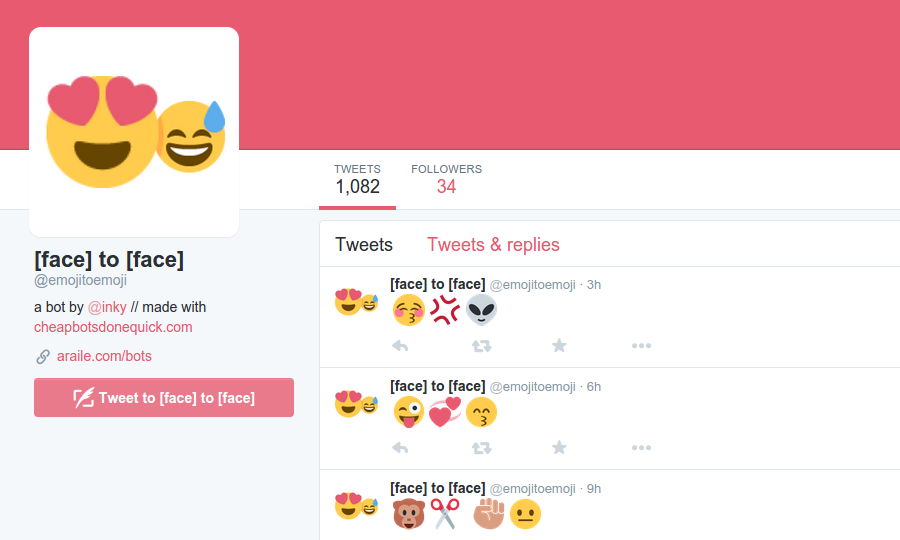 TWEETS FOLLOWERS
1,082 34
[face] to [face]
@emojitoemoji
a bot by @inky // made with
cheapbotsdonequick.com
araile.com/bots
Tweet to [face] to [face]
Tweets Tweets & replies
[face] to [face] @emojitoemoji · 3h
😚💢👽
[face] to [face] @emojitoemoji · 6h
😜💞😙
[face] to [face] @emojitoemoji · 9h
🐵✂✊😐